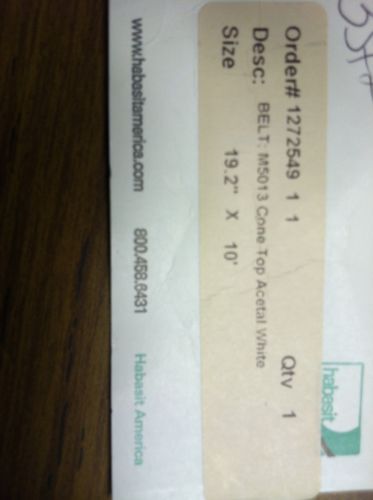 habasit
Order# 1272549 1 1 Qty 1
Desc: BELT: M5013 Cone Top Acetal White
Size 19.2" X 10'
www.habasitamerica.com 800.458.6431 Habasit America